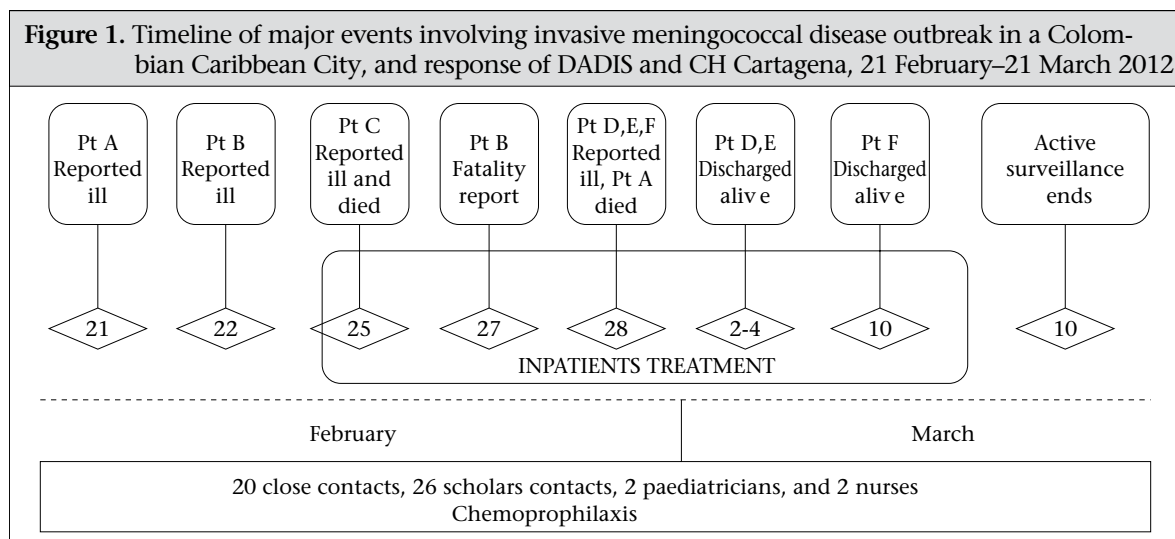 Figure 1. Timeline of major events involving invasive meningococcal disease outbreak in a Colom-
bian Caribbean City, and response of DADIS and CH Cartagena, 21 February–21 March 2012
Pt A
Reported
ill
Pt B
Reported
ill
Pt C
Reported
ill and
died
Pt B
Fatality
report
Pt D,E,F
Reported
ill, Pt A
died
Pt D,E
Discharged
aliv e
Pt F
Discharged
aliv e
Active
surveillance
ends
21
22
25
27
28
2-4
10
10
INPATIENTS TREATMENT
February
March
20 close contacts, 26 scholars contacts, 2 paediatricians, and 2 nurses
Chemoprophilaxis